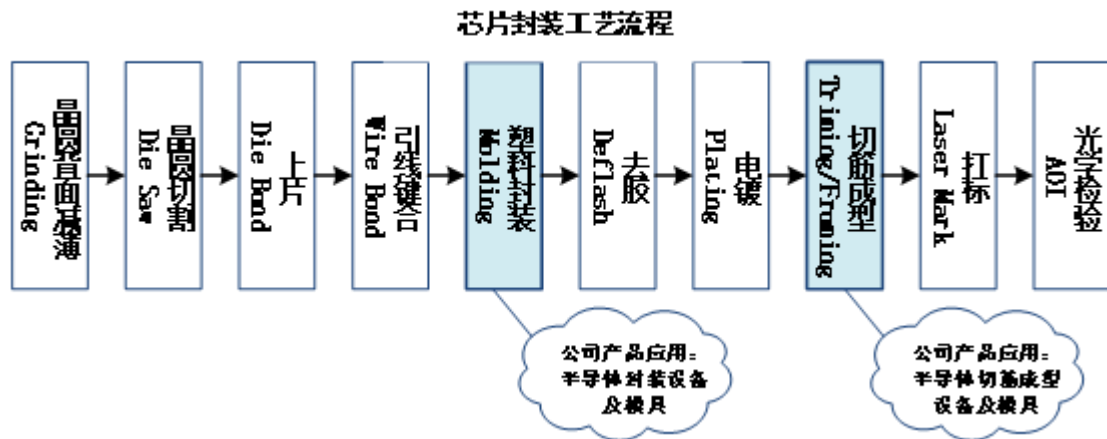 芯片封装工艺流程
晶圆背面减薄
Grinding
晶圆切割
Die Saw
上片
Die Bond
引线键合
Wire Bond
塑料封装
Molding
去胶
Deflash
电镀
Plating
切筋成型
Triming/Froming
打标
Laser Mark
光学检验
AOI
公司产品应用：
半导体封装设备
及模具
公司产品应用：
半导体切筋成型
设备及模具